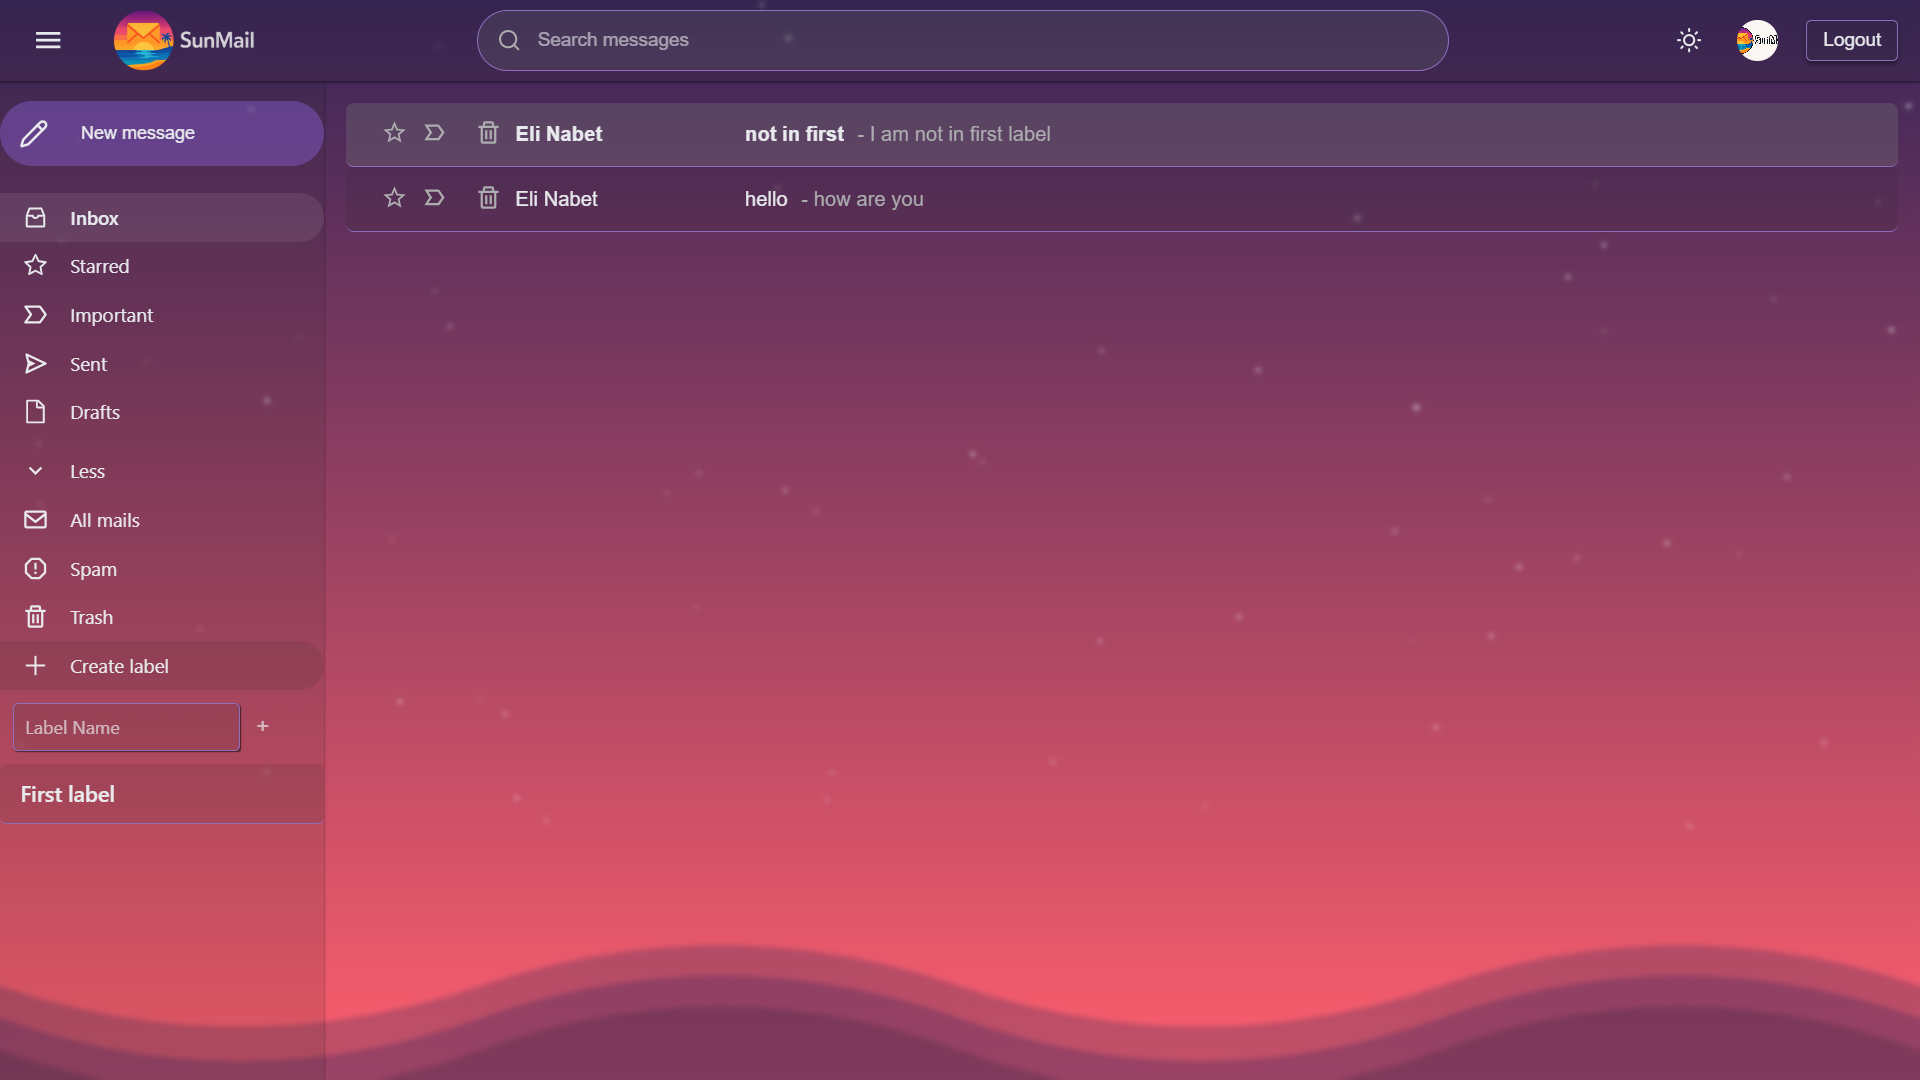 SunMail
Search messages
Logout
New message
Inbox
Starred
Important
Sent
Drafts
Less
All mails
Spam
Trash
Create label
Label Name +
First label
Eli Nabet not in first - I am not in first label
Eli Nabet hello - how are you